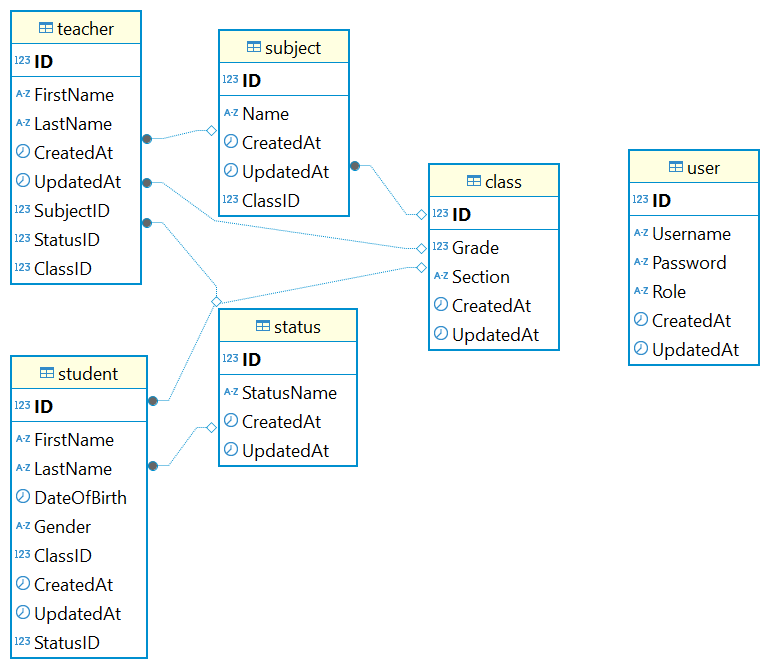 teacher
123 ID
A-Z FirstName
A-Z LastName
CreatedAt
UpdatedAt
123 SubjectID
123 StatusID
123 ClassID
subject
123 ID
A-Z Name
CreatedAt
UpdatedAt
123 ClassID
class
123 ID
123 Grade
A-Z Section
CreatedAt
UpdatedAt
user
123 ID
A-Z Username
A-Z Password
A-Z Role
CreatedAt
UpdatedAt
status
123 ID
A-Z StatusName
CreatedAt
UpdatedAt
student
123 ID
A-Z FirstName
A-Z LastName
DateOfBirth
A-Z Gender
123 ClassID
CreatedAt
UpdatedAt
123 StatusID